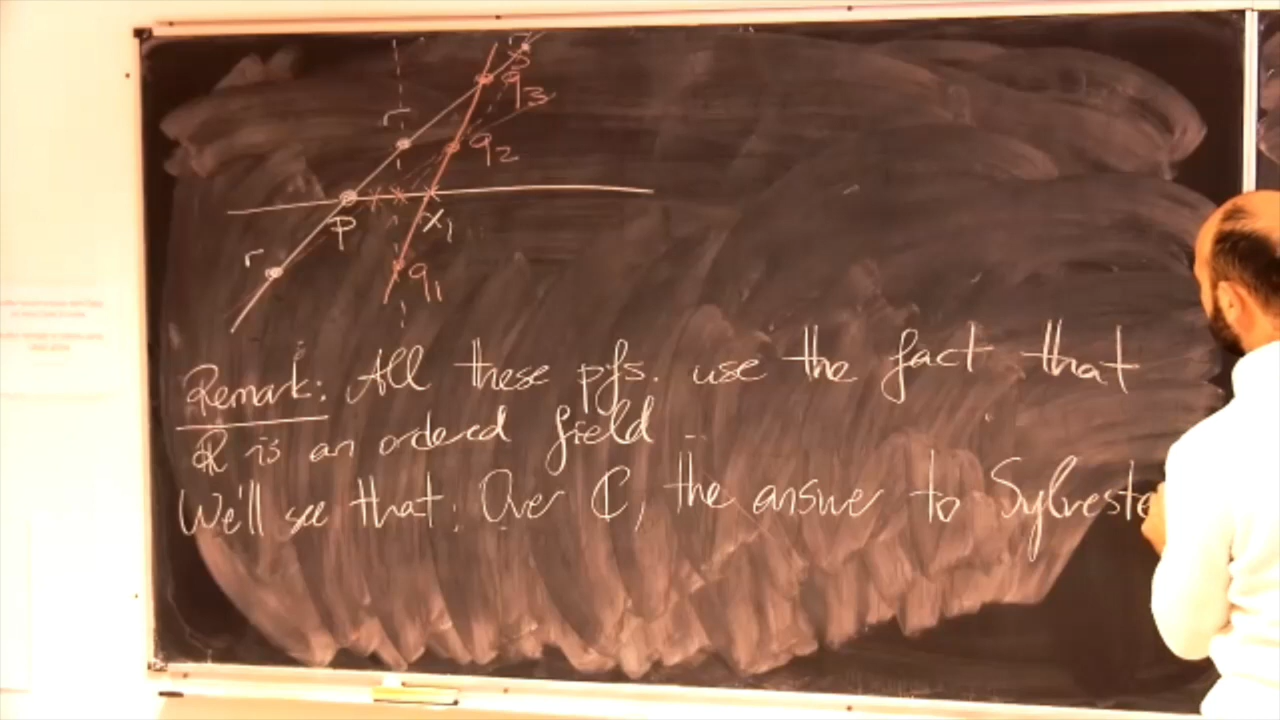 s
q3
r
q2
p
x1
r
q1
Remark: All these pfs. use the fact that
ℝ is an ordered field
We'll see that: Over ℂ, the answer to Sylveste